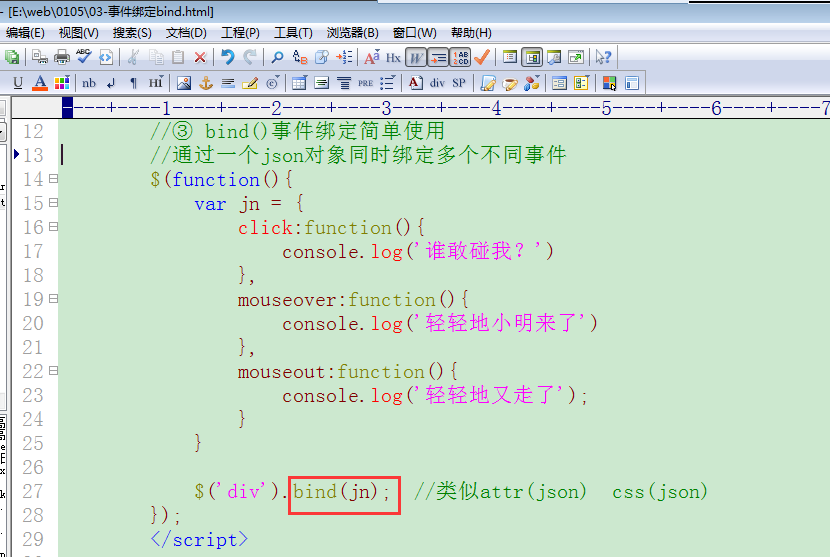 - [E:\web\0105\03-事件绑定bind.html]
编辑(E) 视图(V) 搜索(S) 文档(D) 工程(P) 工具(T) 浏览器(B) 窗口(W) 帮助(H)
ABC A Hx W AB 12 CD
U A nb ¶ HI © PRE A div SP
1 2 3 4 5 6 7
12 //③ bind()事件绑定简单使用
13 //通过一个json对象同时绑定多个不同事件
14 $(function(){
15 var jn = {
16 click:function(){
17 console.log('谁敢碰我?')
18 },
19 mouseover:function(){
20 console.log('轻轻地小明来了')
21 },
22 mouseout:function(){
23 console.log('轻轻地又走了');
24 }
25 }
26
27 $('div').bind(jn); //类似attr(json) css(json)
28 });
29 </script>